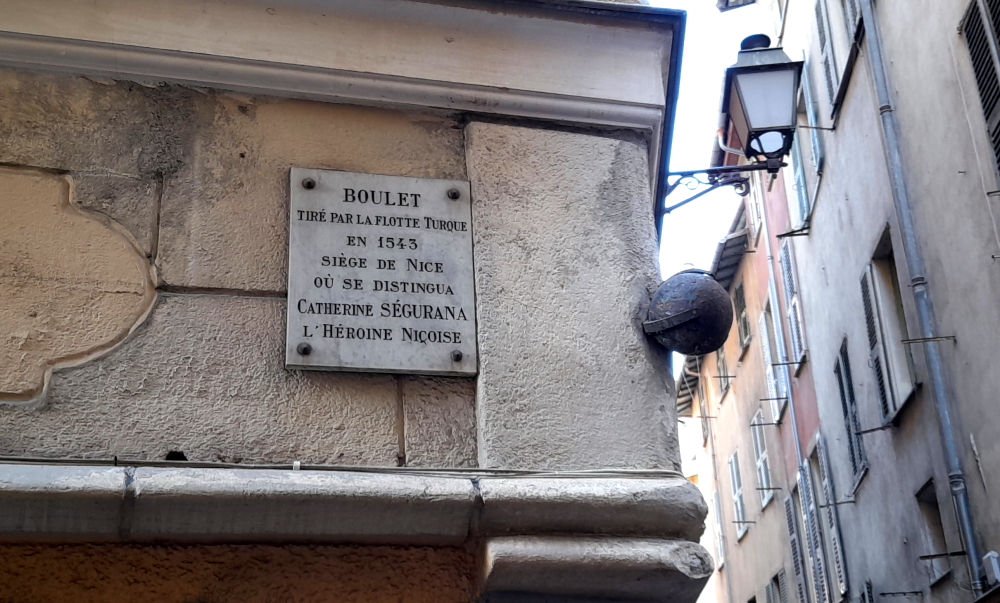 BOULET
TIRÉ PAR LA FLOTTE TURQUE
EN 1543
SIÈGE DE NICE
OÙ SE DISTINGUA
CATHERINE SÉGURANA
L'HÉROINE NIÇOISE